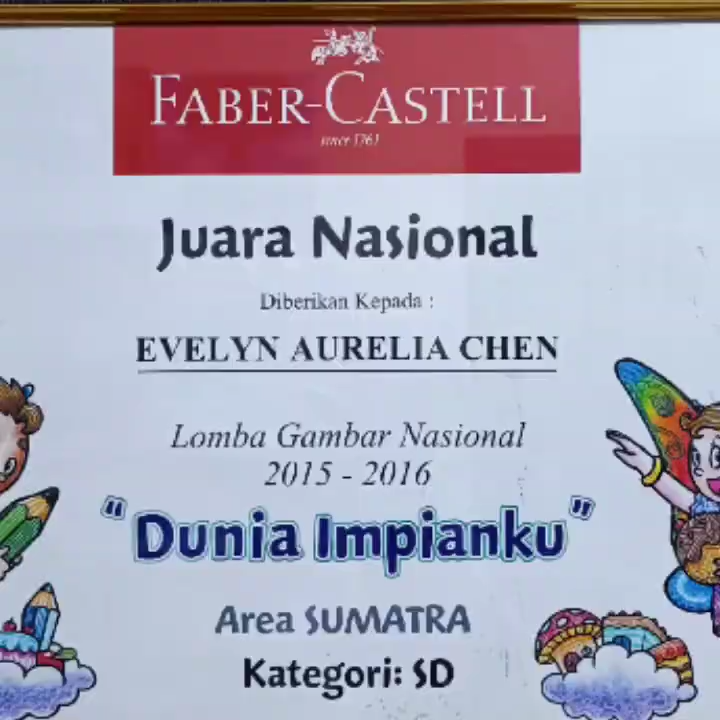 FABER-CASTELL
since 1761
Juara Nasional
Diberikan Kepada :
EVELYN AURELIA CHEN
Lomba Gambar Nasional
2015 - 2016
"Dunia Impianku"
Area SUMATRA
Kategori: SD